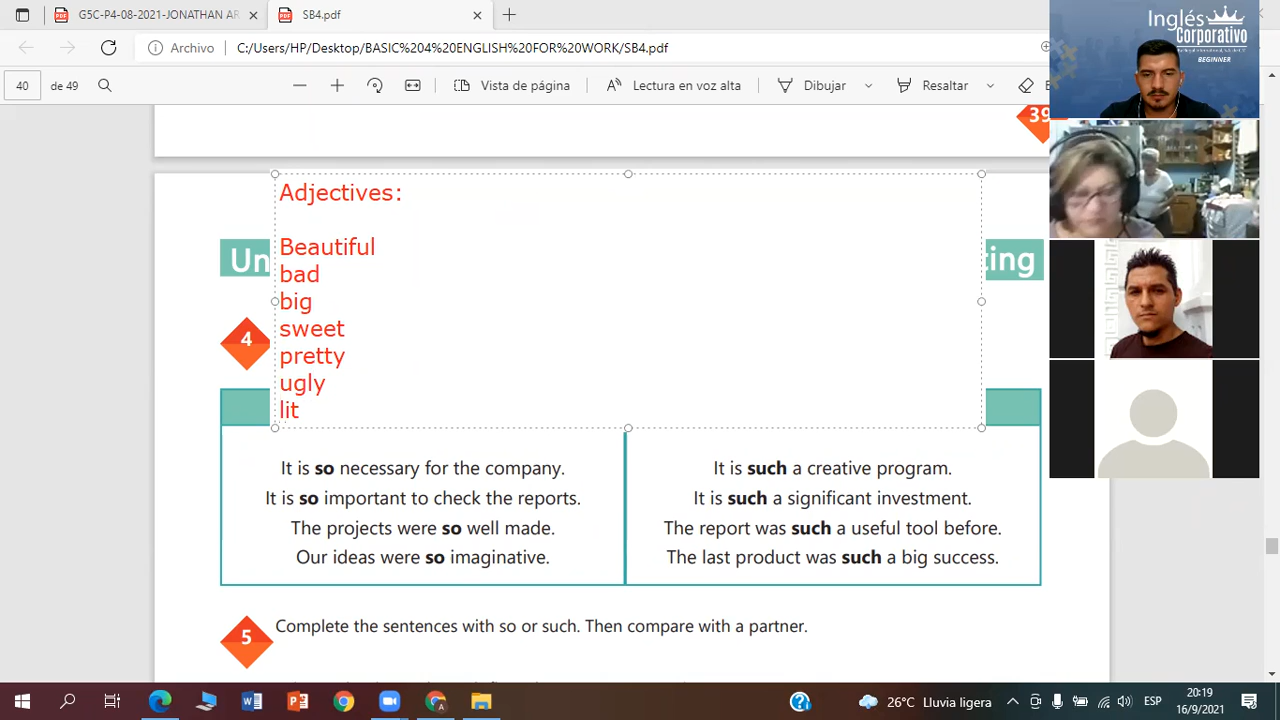 G5C-P4-08-2021-JONATHAN AR
SB4.pdf
Archivo
C:/Users/HP/Desktop/BASIC%204%20ENGLISH%20FOR%20WORK/SB4.pdf
40
de 49
Vista de página
Lectura en voz alta
Dibujar
Resaltar
Inglés
Corporativo
BEGINNER
39
Adjectives:
Beautiful
bad
big
sweet
pretty
ugly
lit
Un
cing
4
It is so necessary for the company.
It is so important to check the reports.
The projects were so well made.
Our ideas were so imaginative.
It is such a creative program.
It is such a significant investment.
The report was such a useful tool before.
The last product was such a big success.
5
Complete the sentences with so or such. Then compare with a partner.
26°C Lluvia ligera
ESP
20:19
16/9/2021